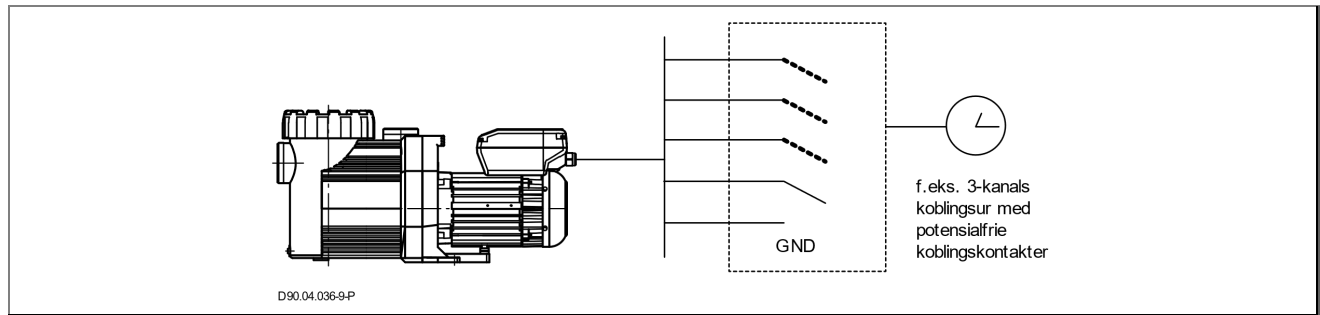 GND
f.eks. 3-kanals
koblingsur med
potensialfrie
koblingskontakter
D90.04.036-9-P